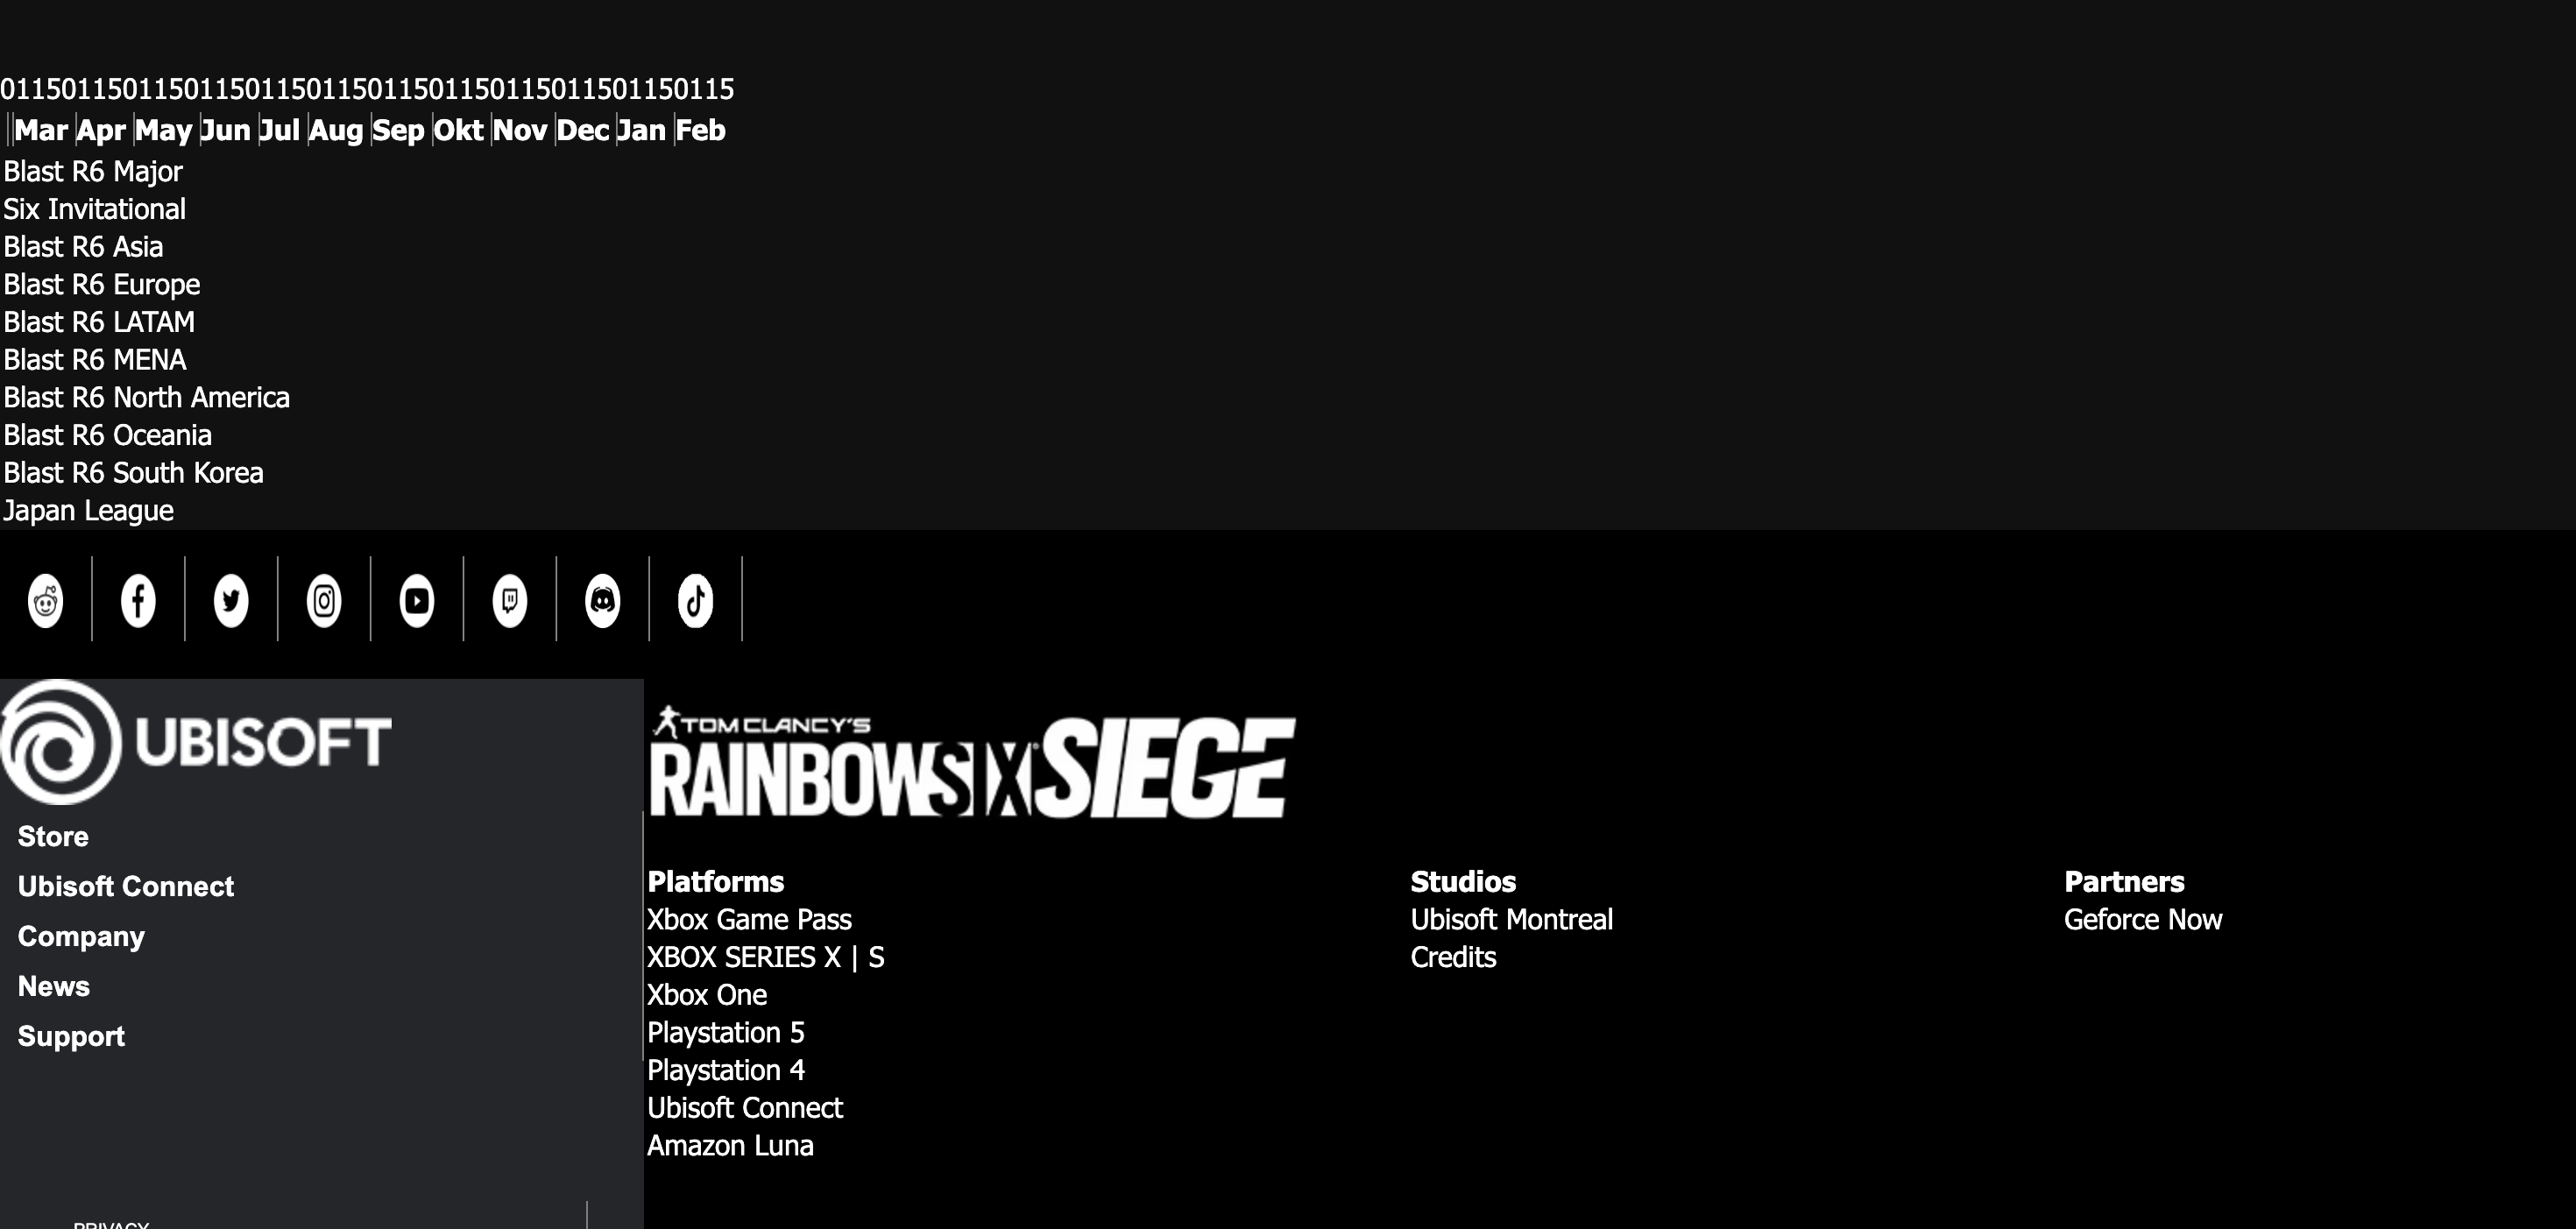 011501150115011501150115011501150115011501150115
Mar Apr May Jun Jul Aug Sep Okt Nov Dec Jan Feb
Blast R6 Major
Six Invitational
Blast R6 Asia
Blast R6 Europe
Blast R6 LATAM
Blast R6 MENA
Blast R6 North America
Blast R6 Oceania
Blast R6 South Korea
Japan League
UBISOFT
Store
Ubisoft Connect
Company
News
Support
PRIVACY
TOM CLANCY'S
RAINBOWSIX SIEGE
Platforms
Xbox Game Pass
XBOX SERIES X | S
Xbox One
Playstation 5
Playstation 4
Ubisoft Connect
Amazon Luna
Studios
Ubisoft Montreal
Credits
Partners
Geforce Now